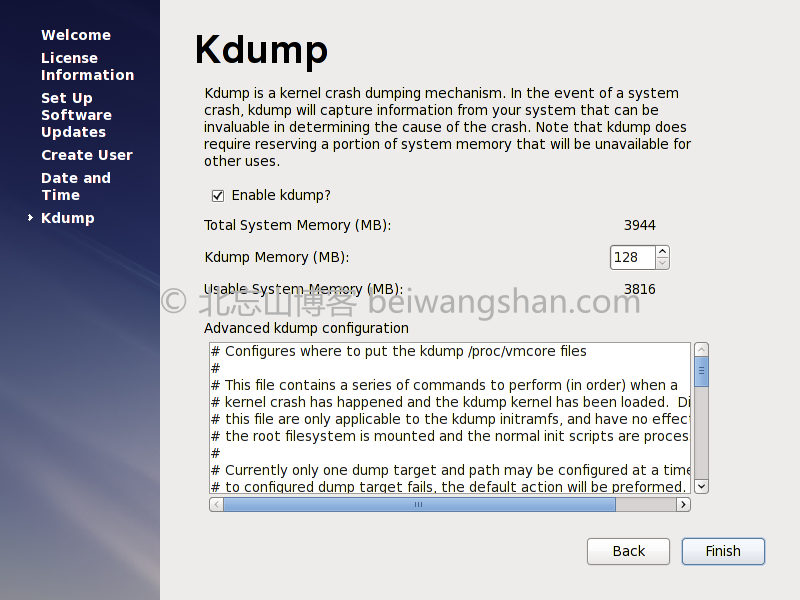 Welcome
License
Information
Set Up
Software
Updates
Create User
Date and
Time
Kdump
Kdump
Kdump is a kernel crash dumping mechanism. In the event of a system
crash, kdump will capture information from your system that can be
invaluable in determining the cause of the crash. Note that kdump does
require reserving a portion of system memory that will be unavailable for
other uses.
Enable kdump?
Total System Memory (MB): 3944
Kdump Memory (MB): 128
Usable System Memory (MB): 3816
© 北忘山博客 beiwangshan.com
Advanced kdump configuration
# Configures where to put the kdump /proc/vmcore files
#
# This file contains a series of commands to perform (in order) when a
# kernel crash has happened and the kdump kernel has been loaded.  Di
# this file are only applicable to the kdump initramfs, and have no effec
# the root filesystem is mounted and the normal init scripts are proces
#
# Currently only one dump target and path may be configured at a time
# to configured dump target fails, the default action will be preformed.
Back
Finish